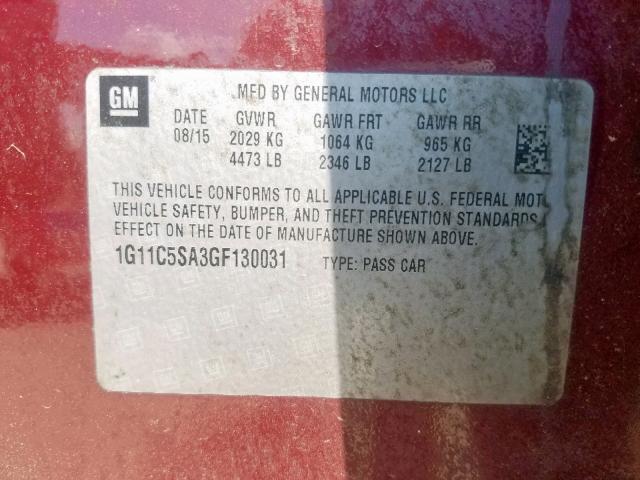 GM
MFD BY GENERAL MOTORS LLC
DATE GVWR GAWR FRT GAWR RR
08/15 2029 KG 1064 KG 965 KG
4473 LB 2346 LB 2127 LB
THIS VEHICLE CONFORMS TO ALL APPLICABLE U.S. FEDERAL MOT
VEHICLE SAFETY, BUMPER, AND THEFT PREVENTION STANDARDS
EFFECT ON THE DATE OF MANUFACTURE SHOWN ABOVE.
1G11C5SA3GF130031 TYPE: PASS CAR